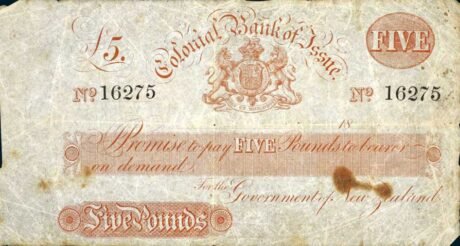 £5. Colonial Bank of Issue. FIVE
No 16275 No 16275
18
I Promise to pay FIVE Pounds to bearer
on demand
For the Government of New Zealand
Five Pounds